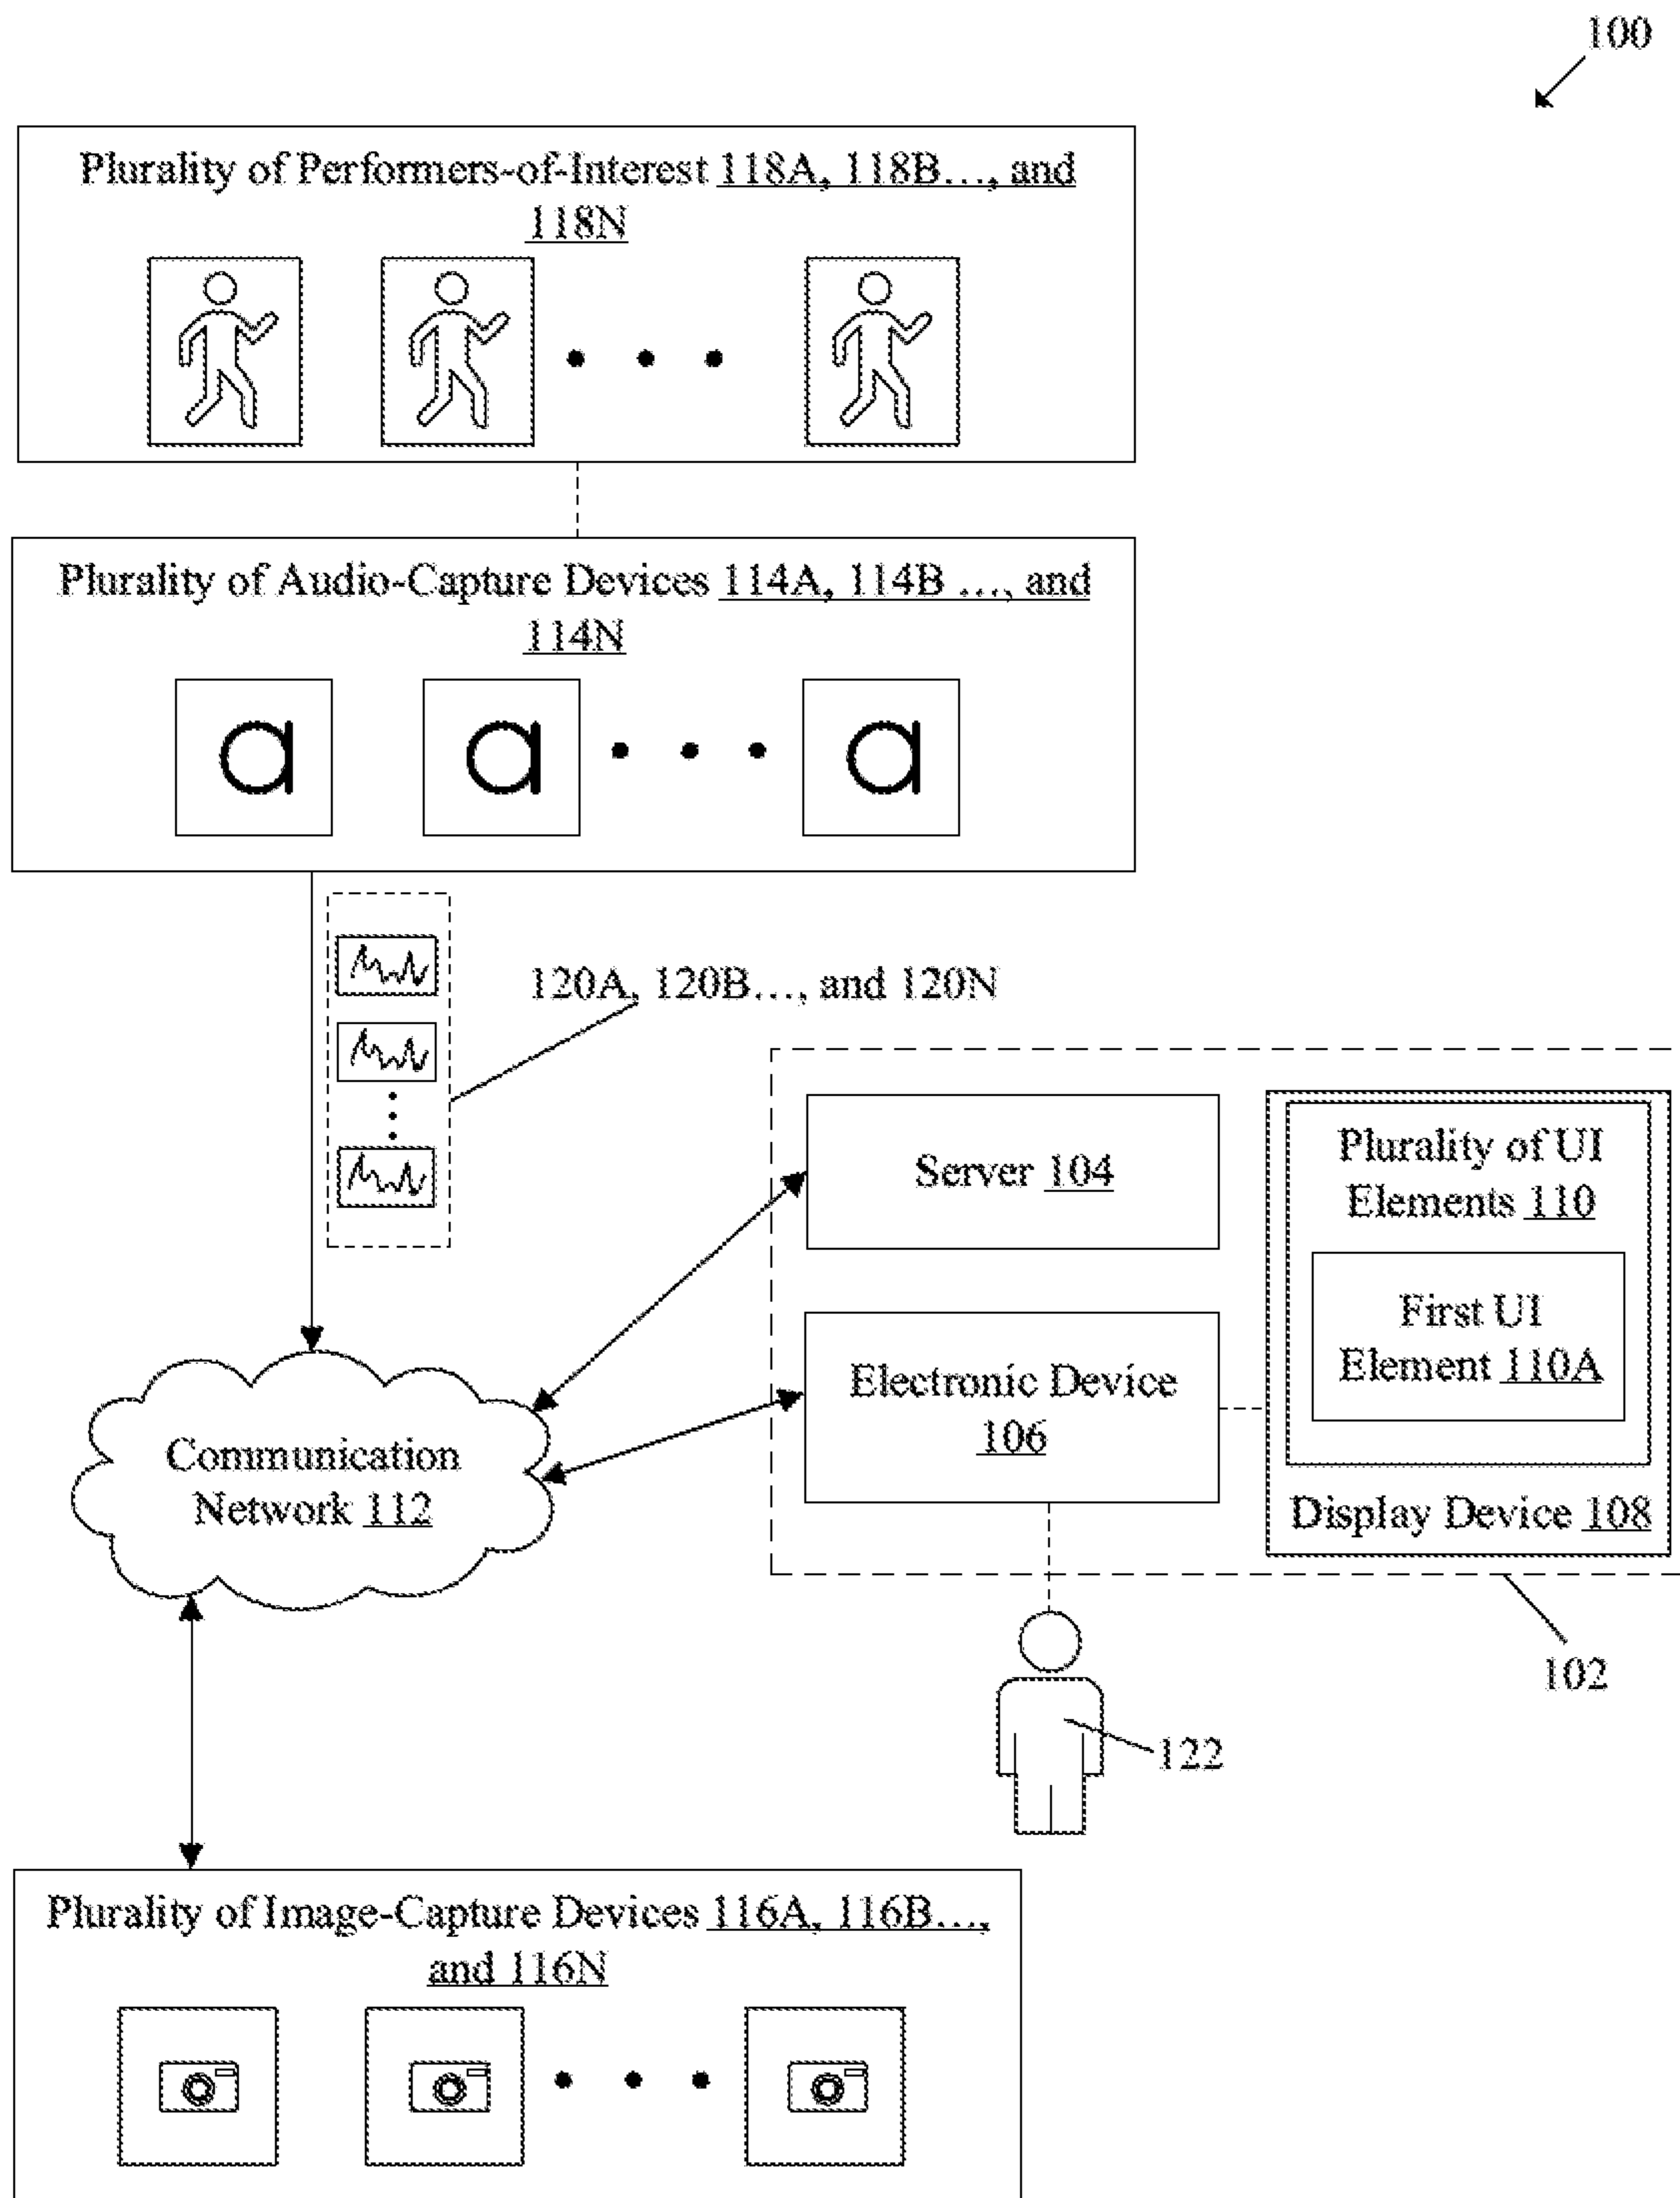 100
Plurality of Performers-of-Interest 118A, 118B…, and
118N
Plurality of Audio-Capture Devices 114A, 114B …, and
114N
120A, 120B…, and 120N
Server 104
Plurality of UI
Elements 110
First UI
Element 110A
Electronic Device
106
Display Device 108
Communication
Network 112
102
122
Plurality of Image-Capture Devices 116A, 116B…,
and 116N